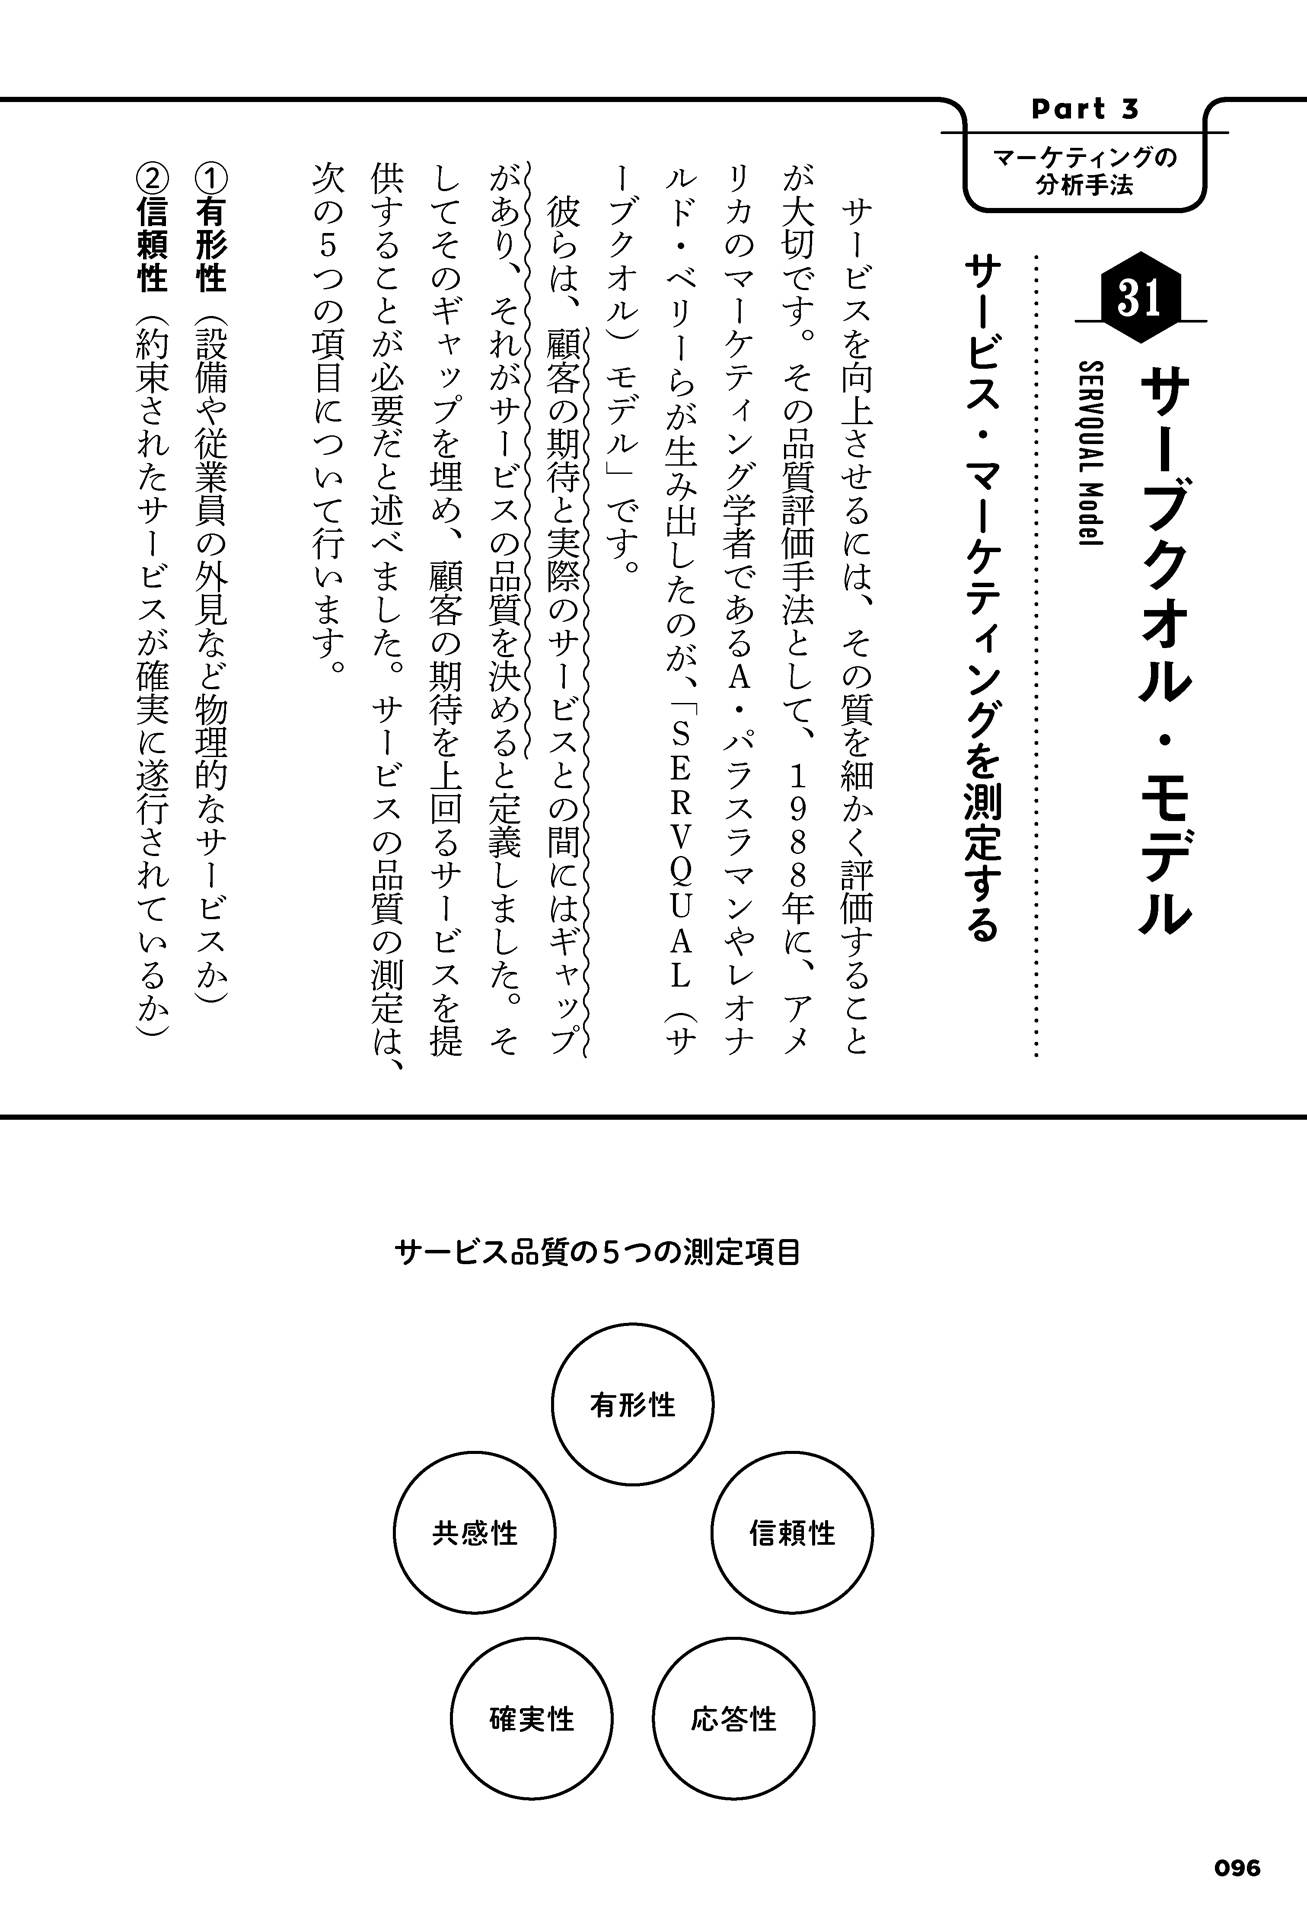 Part 3
マーケティングの
分析手法
31
サーブクオル・モデル
SERVQUAL Model
サービス・マーケティングを測定する
サービスを向上させるには、その質を細かく評価すること
が大切です。その品質評価手法として、1988年に、アメ
リカのマーケティング学者であるA・パラスラマンやレオナ
ルド・ベリーらが生み出したのが、「SERVQUAL（サ
ーブクオル）モデル」です。
彼らは、顧客の期待と実際のサービスとの間にはギャップ
があり、それがサービスの品質を決めると定義しました。そ
してそのギャップを埋め、顧客の期待を上回るサービスを提
供することが必要だと述べました。サービスの品質の測定は、
次の5つの項目について行います。
①有形性（設備や従業員の外見など物理的なサービスか）
②信頼性（約束されたサービスが確実に遂行されているか）
サービス品質の5つの測定項目
有形性
共感性
信頼性
確実性
応答性
096